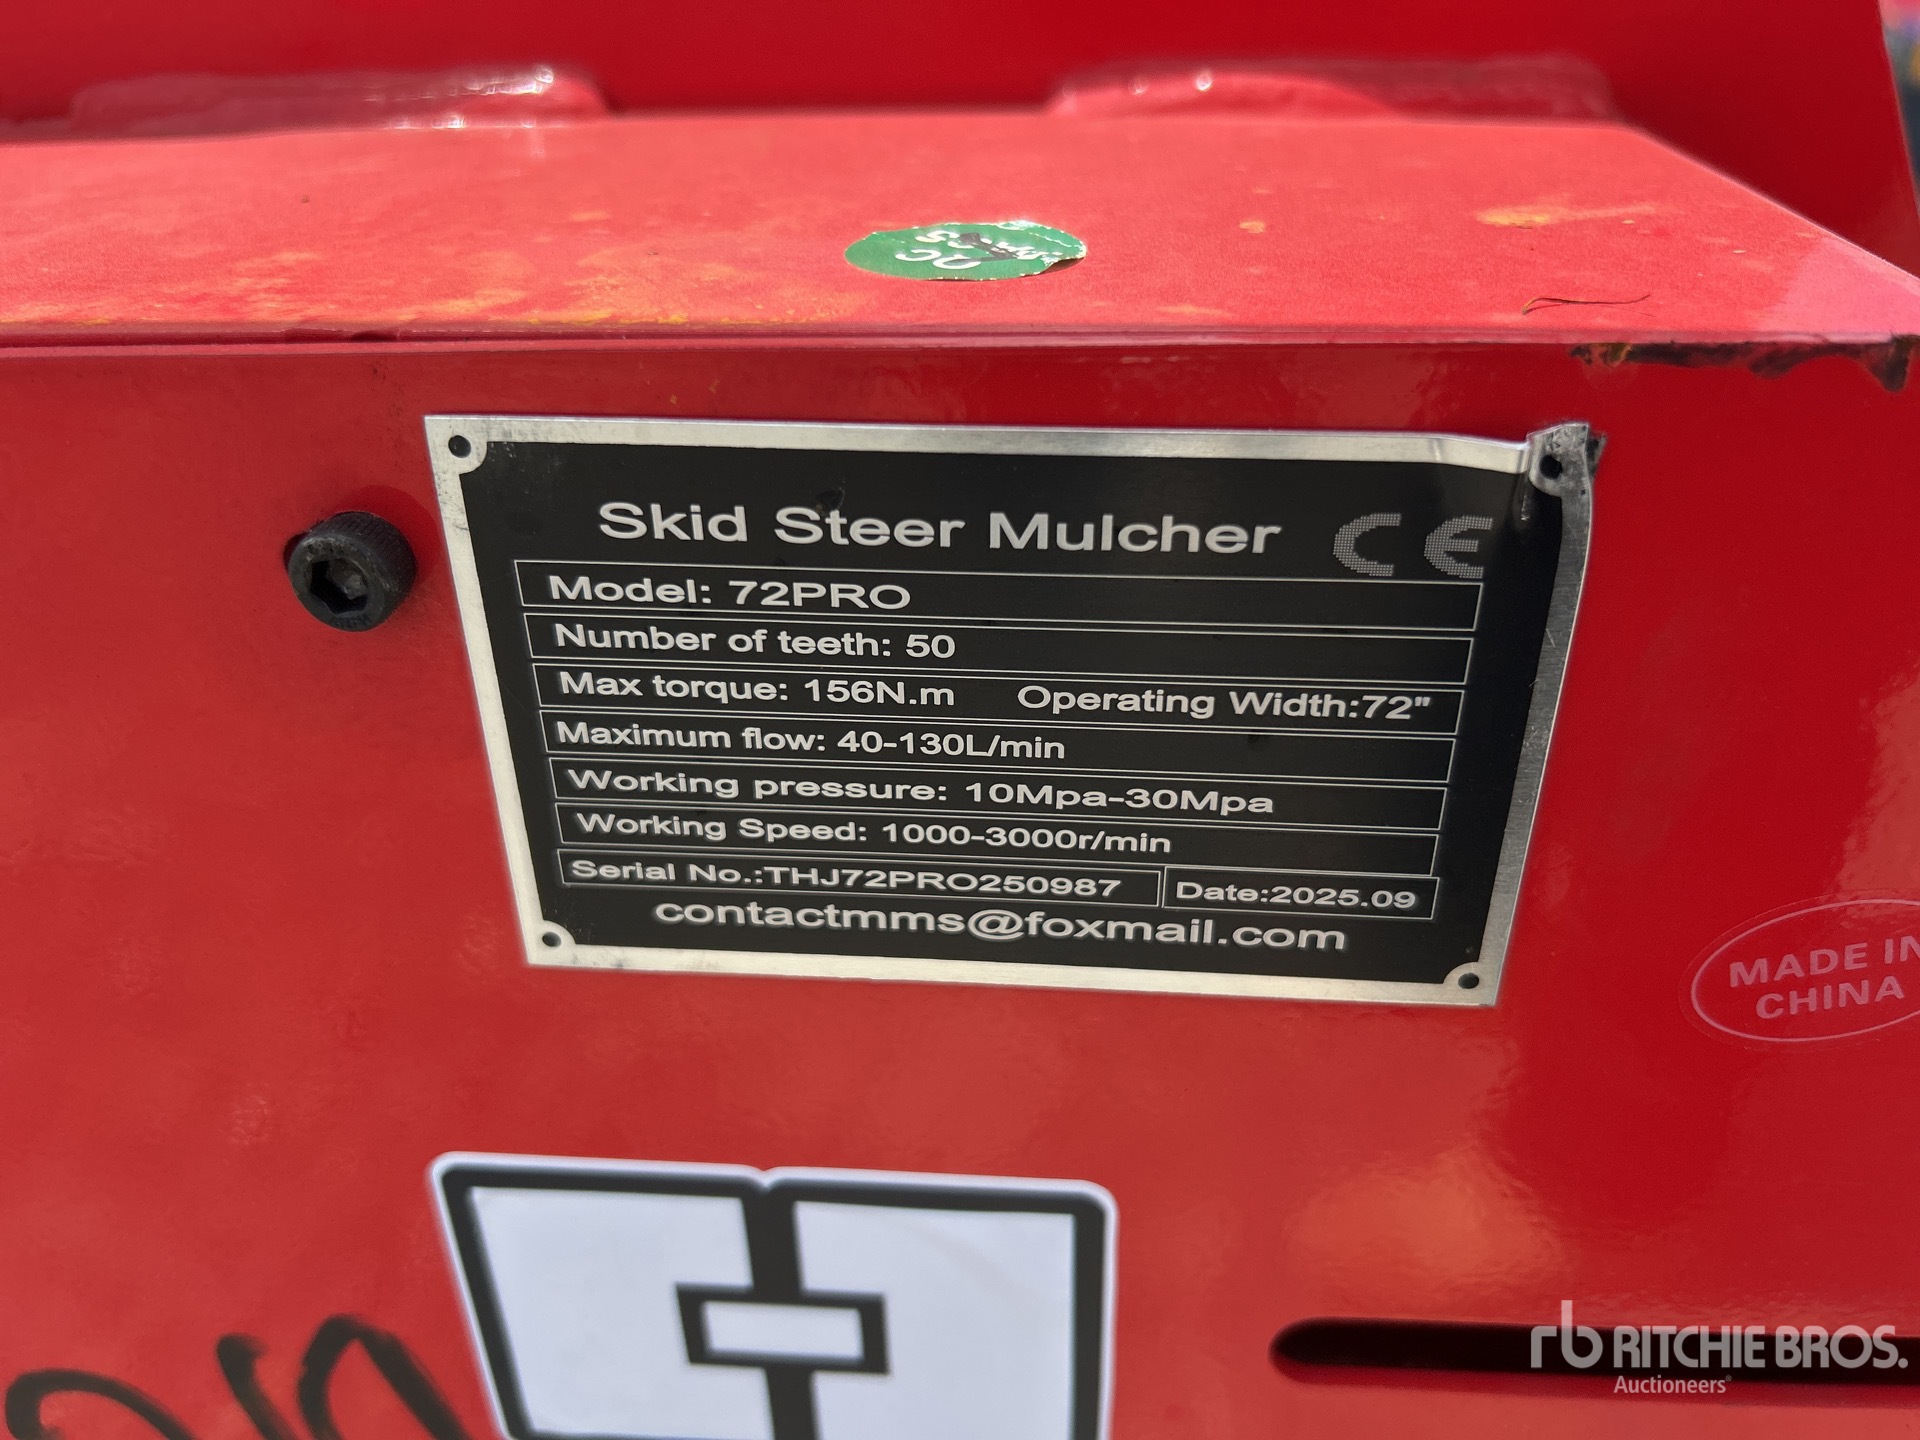 QC
Skid Steer Mulcher CE
Model: 72PRO
Number of teeth: 50
Max torque: 156N.m Operating Width:72"
Maximum flow: 40-130L/min
Working pressure: 10Mpa-30Mpa
Working Speed: 1000-3000r/min
Serial No.:THJ72PRO250987 Date:2025.09
contactmms@foxmail.com
MADE IN
CHINA
rb RITCHIE BROS.
Auctioneers